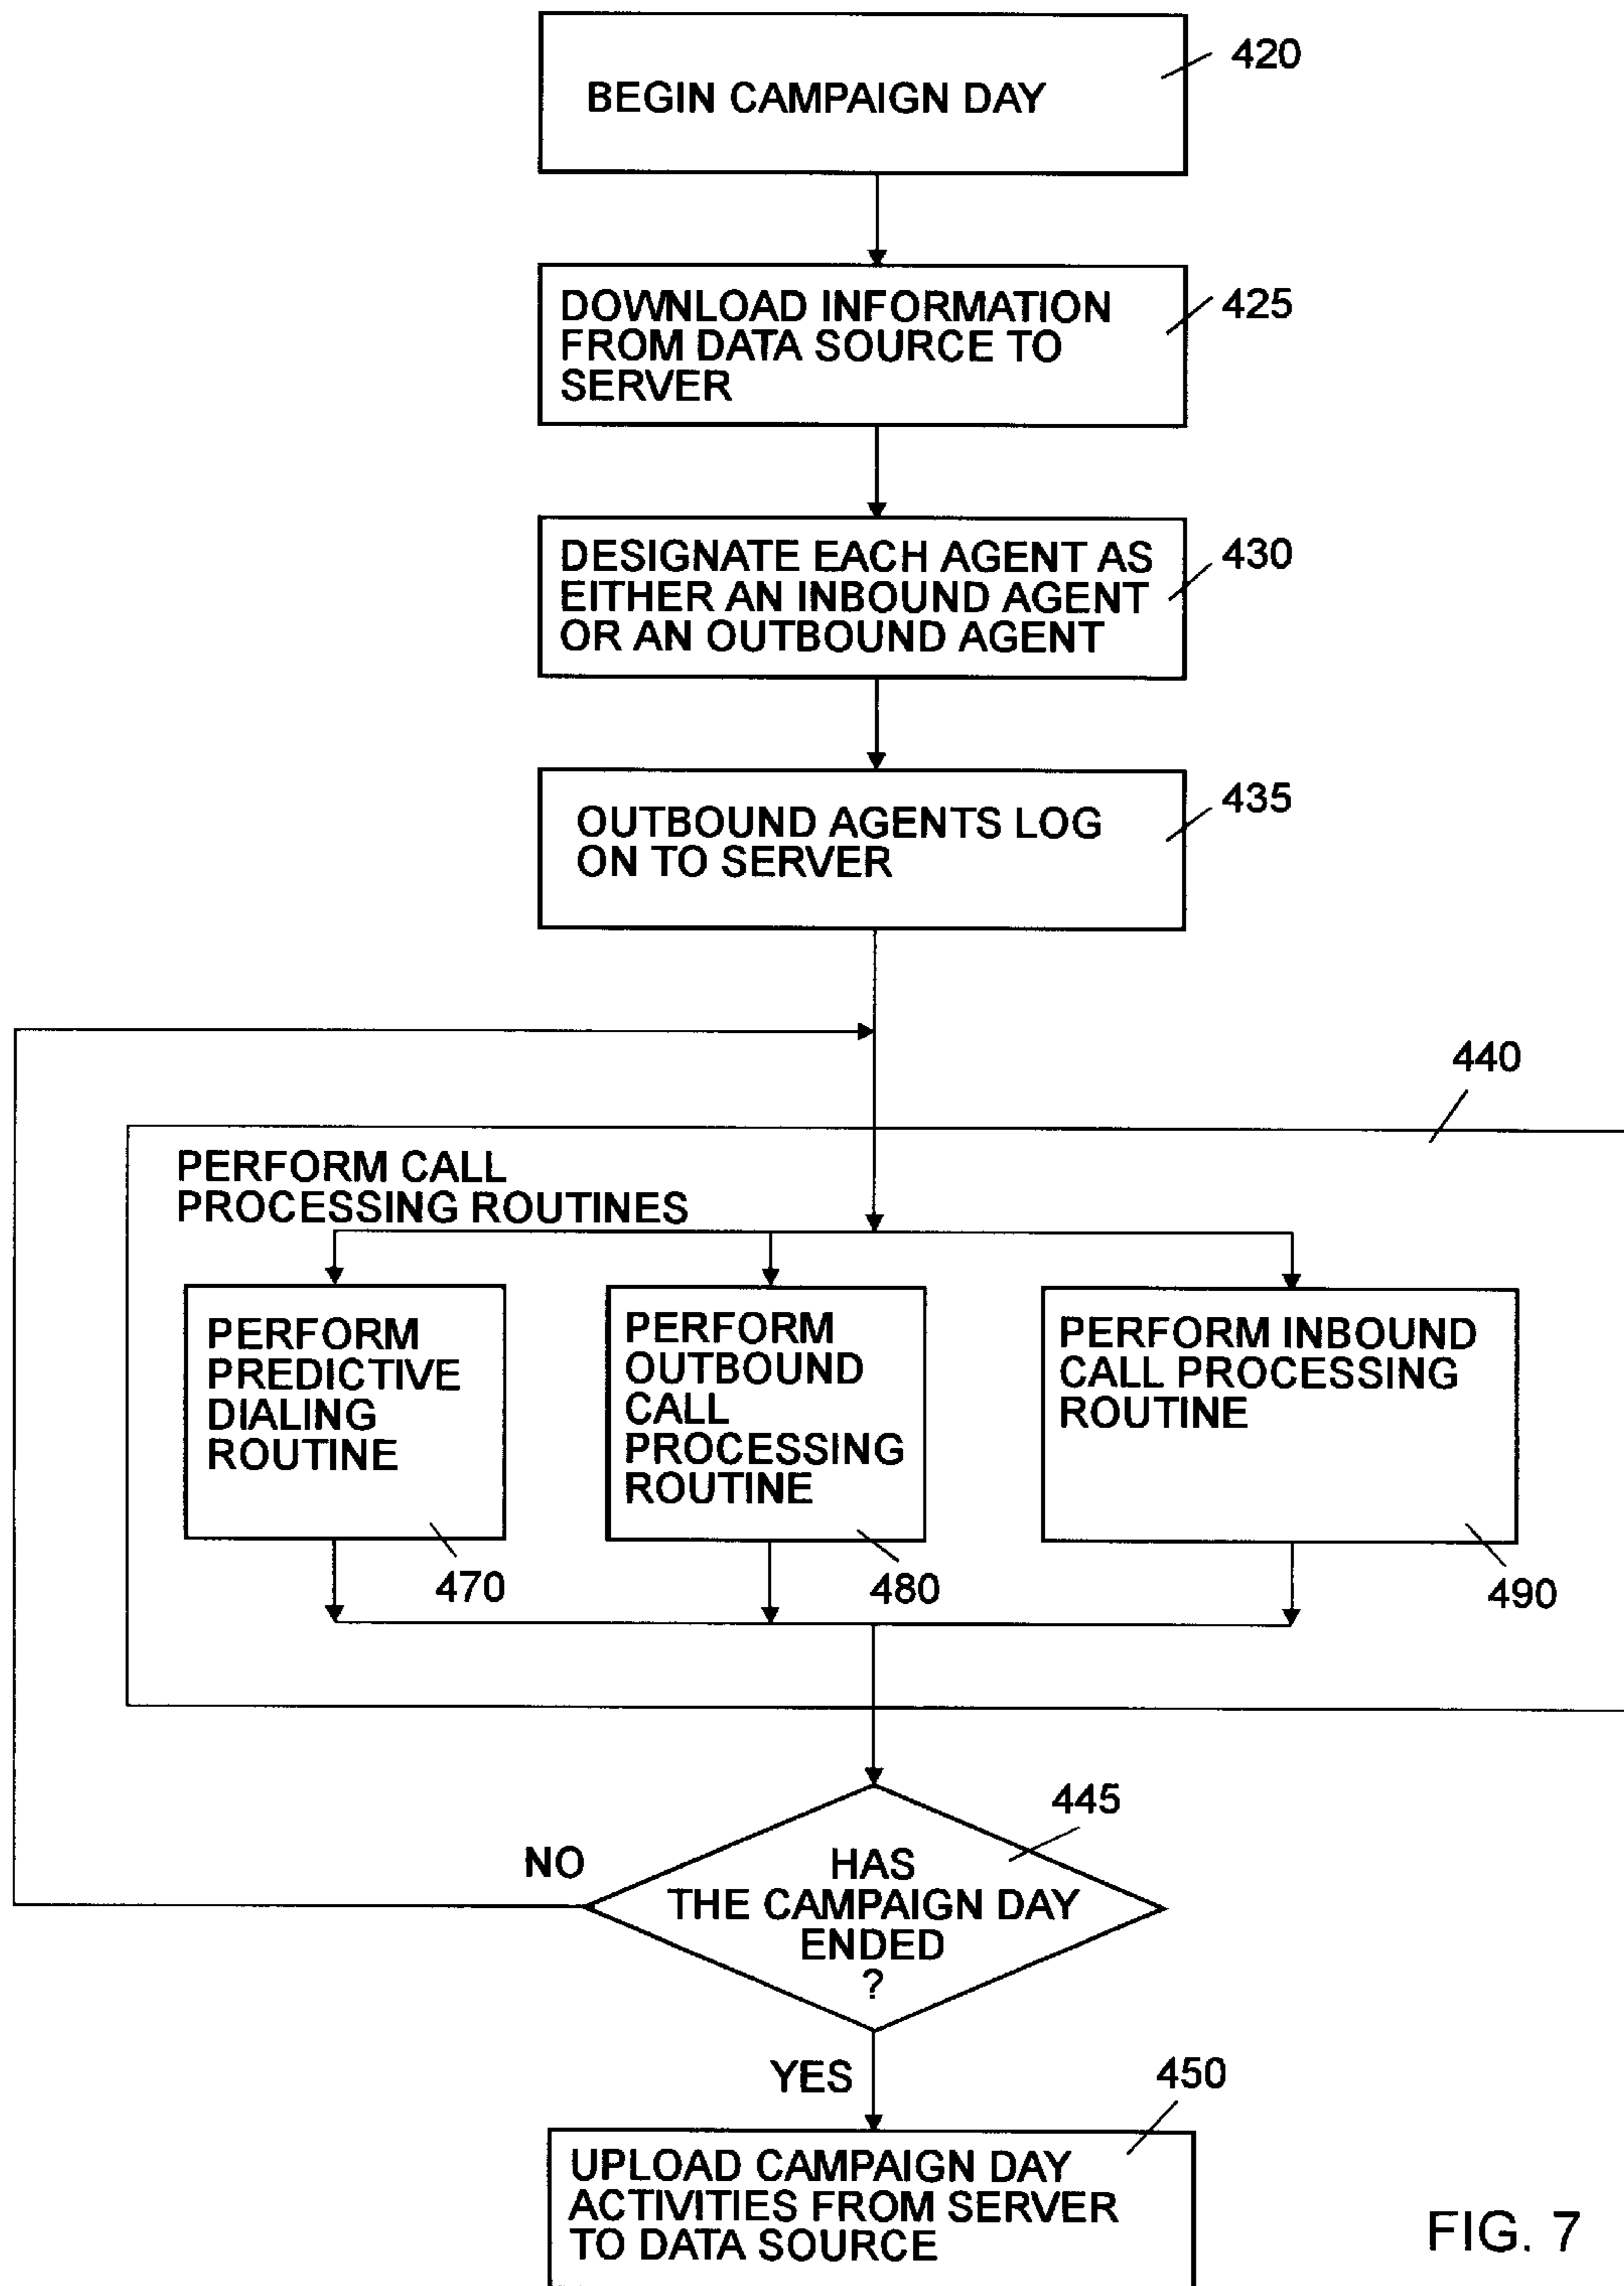 420
BEGIN CAMPAIGN DAY
425
DOWNLOAD INFORMATION
FROM DATA SOURCE TO
SERVER
430
DESIGNATE EACH AGENT AS
EITHER AN INBOUND AGENT
OR AN OUTBOUND AGENT
435
OUTBOUND AGENTS LOG
ON TO SERVER
440
PERFORM CALL
PROCESSING ROUTINES
PERFORM
PREDICTIVE
DIALING
ROUTINE
470
PERFORM
OUTBOUND
CALL
PROCESSING
ROUTINE
480
PERFORM INBOUND
CALL PROCESSING
ROUTINE
490
445
HAS
THE CAMPAIGN DAY
ENDED
?
NO
YES
450
UPLOAD CAMPAIGN DAY
ACTIVITIES FROM SERVER
TO DATA SOURCE
FIG. 7